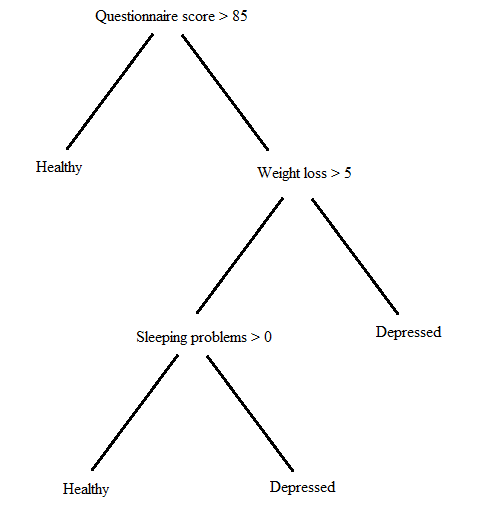 Questionnaire score > 85
Healthy
Weight loss > 5
Sleeping problems > 0
Depressed
Healthy
Depressed